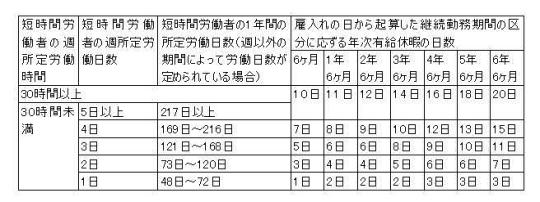 短時間労働者の週所定労働時間
短時間労働者の週所定労働日数
短時間労働者の1年間の所定労働日数(週以外の期間によって労働日数が定められている場合)
雇入れの日から起算した継続勤務期間の区分に応ずる年次有給休暇の日数
6ヶ月 1年6ヶ月 2年6ヶ月 3年6ヶ月 4年6ヶ月 5年6ヶ月 6年6ヶ月
30時間以上 10日 11日 12日 14日 16日 18日 20日
30時間未満 5日以上 217日以上
4日 169日~216日 7日 8日 9日 10日 12日 13日 15日
3日 121日~168日 5日 6日 6日 8日 9日 10日 11日
2日 73日~120日 3日 4日 4日 5日 6日 6日 7日
1日 48日~72日 1日 2日 2日 2日 3日 3日 3日